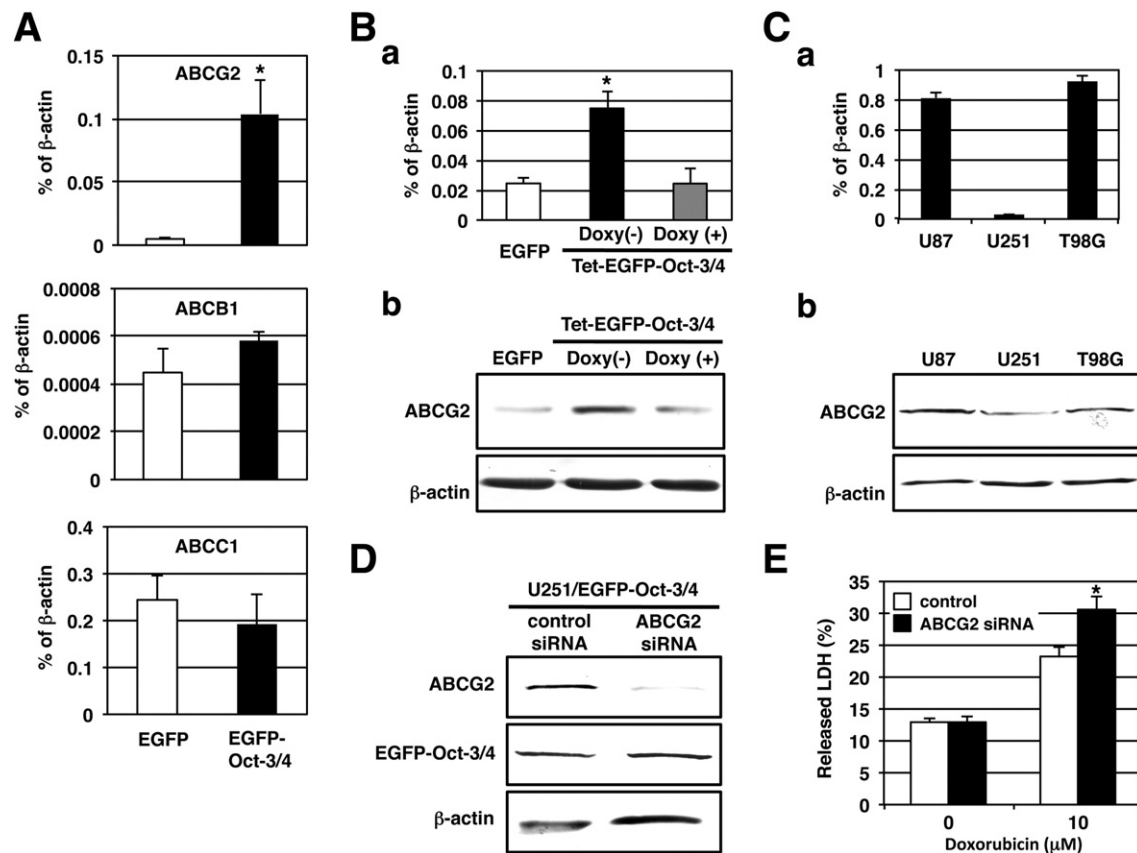 A
ABCG2
*
% of β-actin
0.15
0.1
0.05
0
ABCB1
% of β-actin
0.0008
0.0006
0.0004
0.0002
0
ABCC1
% of β-actin
0.4
0.3
0.2
0.1
0
EGFP
EGFP-
Oct-3/4
B
a
% of β-actin
0.1
0.08
0.06
0.04
0.02
0
*
Doxy(-) Doxy (+)
EGFP
Tet-EGFP-Oct-3/4
b
Tet-EGFP-Oct-3/4
EGFP Doxy(-) Doxy (+)
ABCG2
β-actin
C
a
% of β-actin
1
0.8
0.6
0.4
0.2
0
U87 U251 T98G
b
U87 U251 T98G
ABCG2
β-actin
D
U251/EGFP-Oct-3/4
control ABCG2
siRNA siRNA
ABCG2
EGFP-Oct-3/4
β-actin
E
Released LDH (%)
35
30
25
20
15
10
5
0
control
ABCG2 siRNA
*
0 10
Doxorubicin (μM)